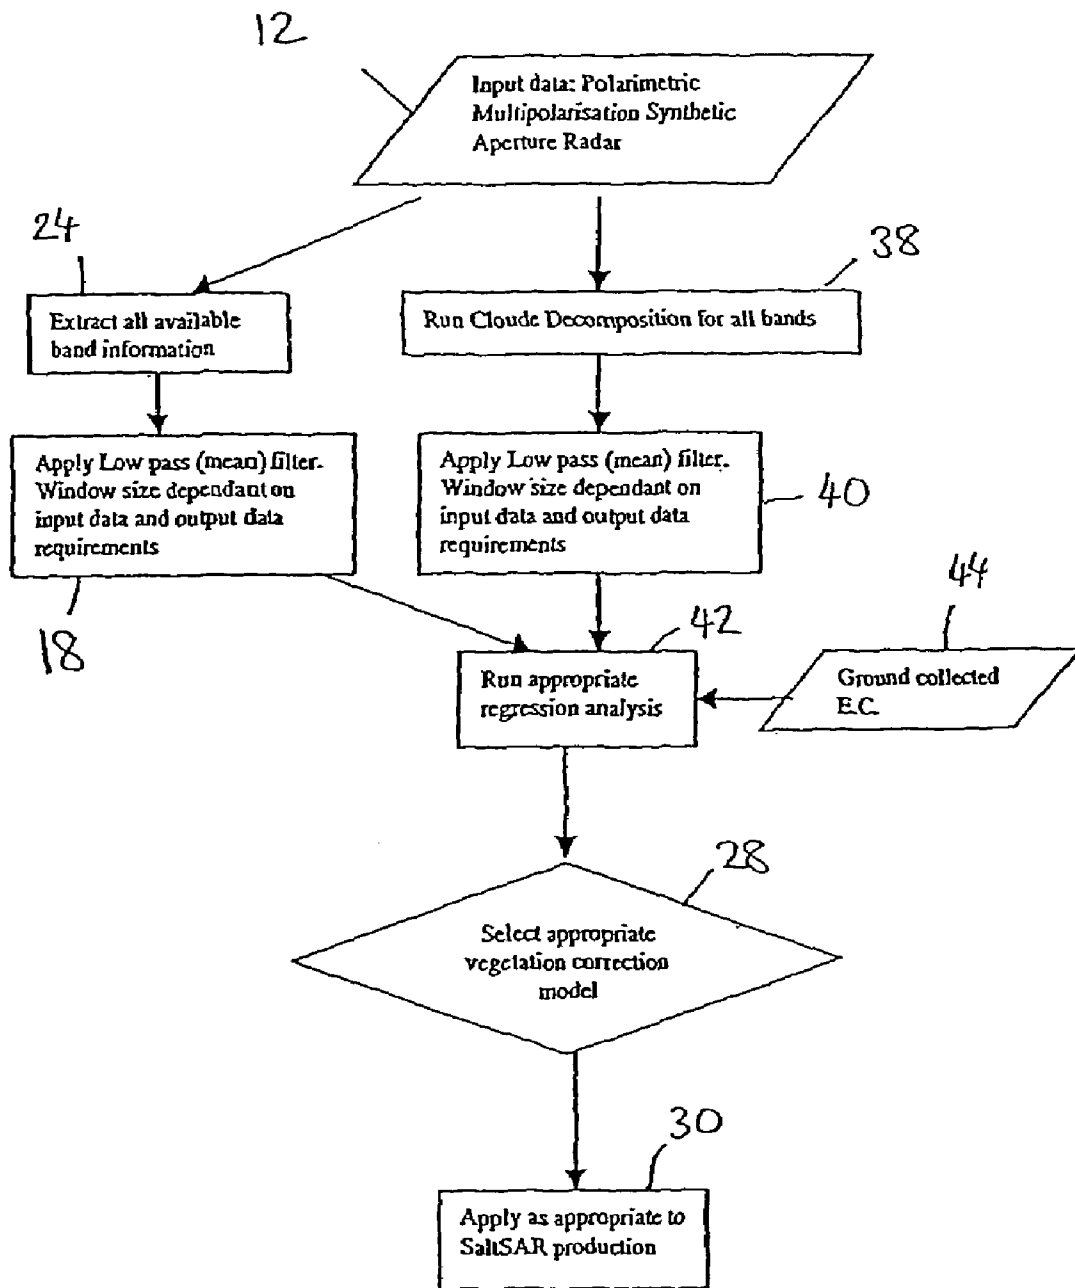 12
Input data: Polarimetric
Multipolarisation Synthetic
Aperture Radar
24
38
Extract all available
band information
Run Cloude Decomposition for all bands
Apply Low pass (mean) filter.
Window size dependant on
input data and output data
requirements
18
Apply Low pass (mean) filter.
Window size dependant on
input data and output data
requirements
40
42
44
Run appropriate
regression analysis
Ground collected
E.C.
28
Select appropriate
vegetation correction
model
30
Apply as appropriate to
SaltSAR production